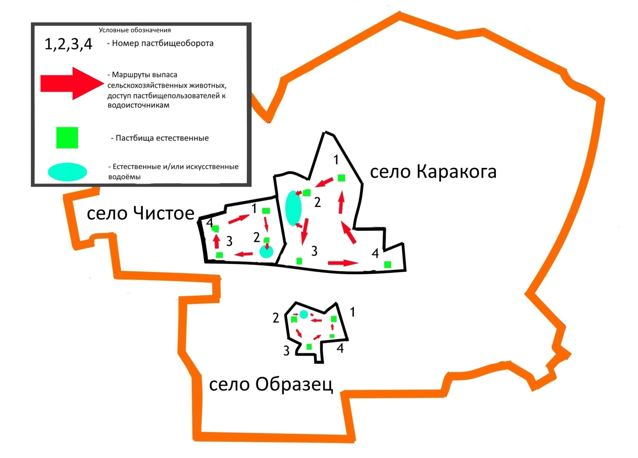 Условные обозначения
1,2,3,4 - Номер пастбищеоборота
- Маршруты выпаса
сельскохозяйственных животных,
доступ пастбищепользователей к
водоисточникам
- Пастбища естественные
- Естественные и/или искусственные
водоёмы
1
село Каракога
2
3
4
село Чистое
4
1
3
2
2
1
3
4
село Образец